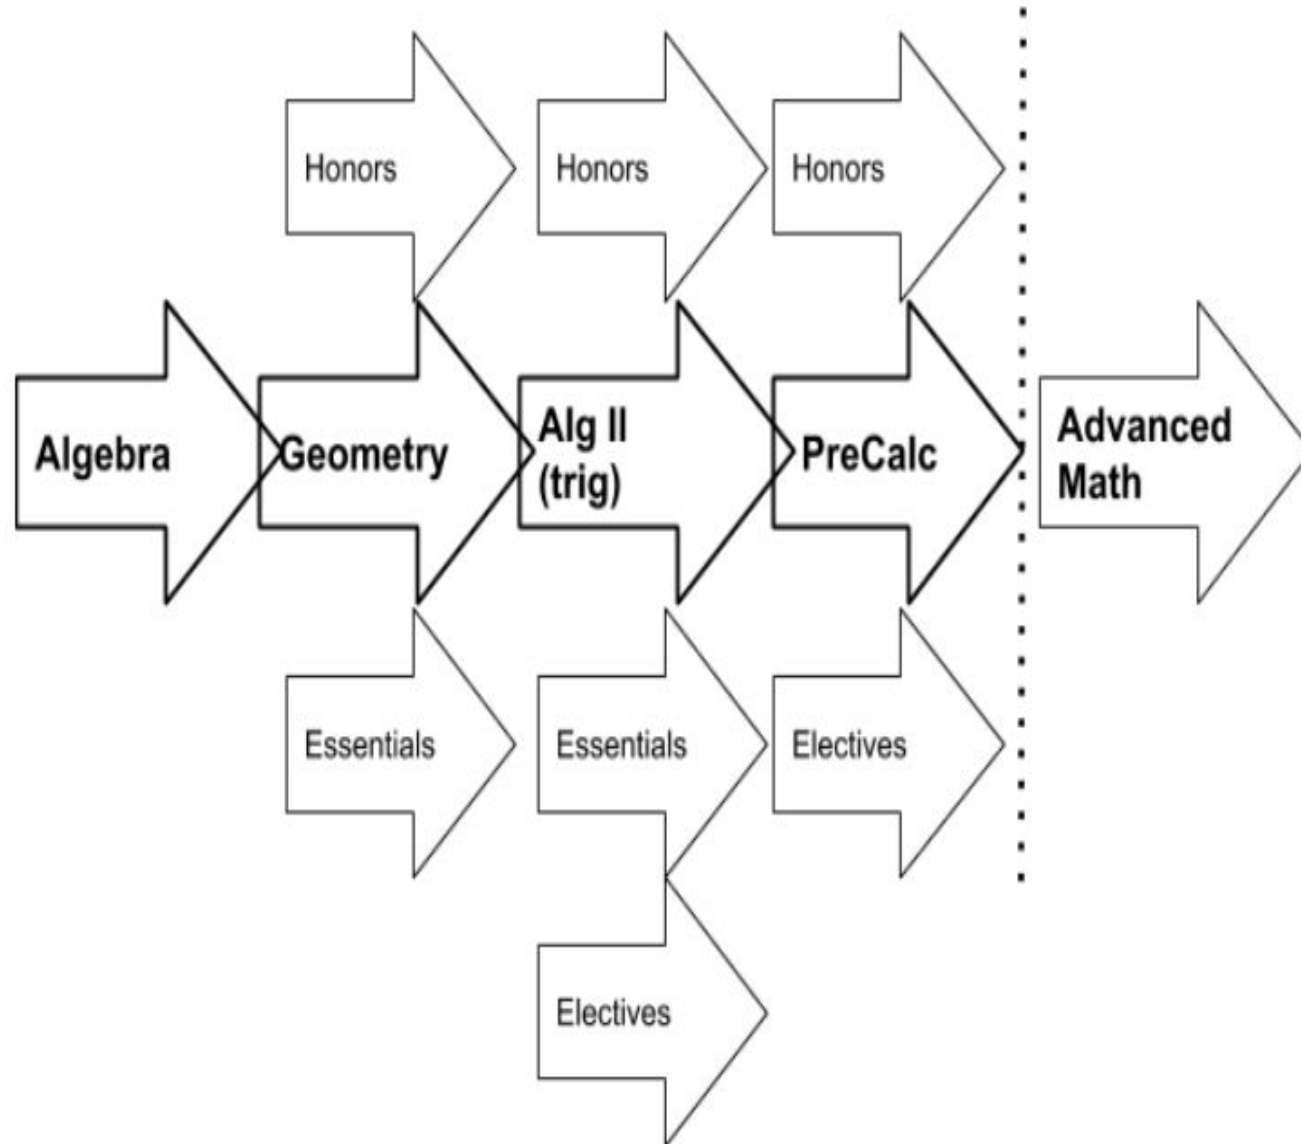 Honors
Honors
Honors
Algebra
Geometry
Alg II
(trig)
PreCalc
Advanced
Math
Essentials
Essentials
Electives
Electives